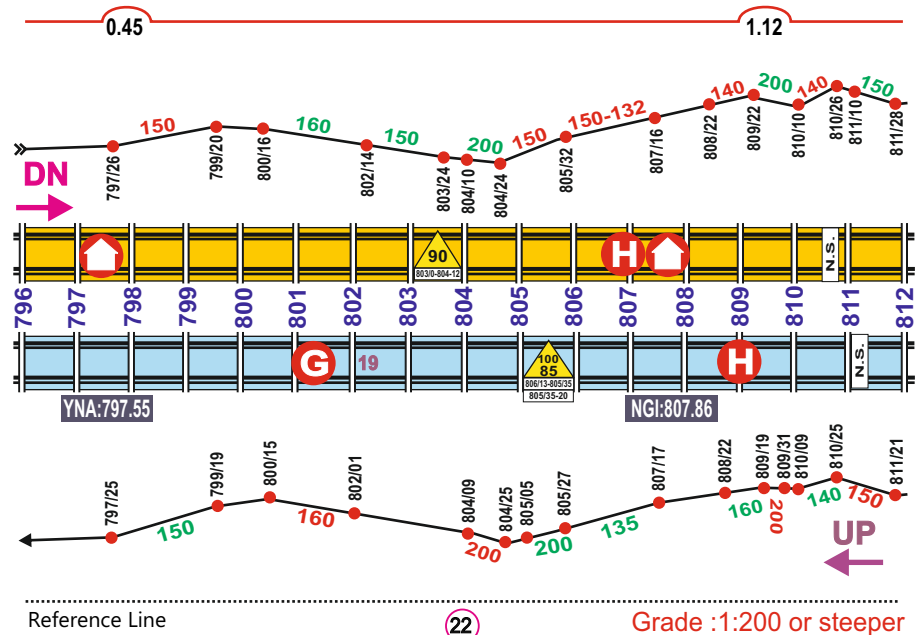 0.45 1.12
150 160 150 200 150 150-132 140 200 140 150
797/26 799/20 800/16 802/14 803/24 804/10 804/24 805/32 807/16 808/22 809/22 810/10 810/26 811/10 811/28
DN
90
803/0-804-12
H
N.S.
796 797 798 799 800 801 802 803 804 805 806 807 808 809 810 811 812
G 19
100
85
806/13-805/35
805/35-20
H
N.S.
YNA:797.55 NGI:807.86
797/25 799/19 800/15 802/01 804/09 804/25 805/05 805/27 807/17 808/22 809/19 809/31 810/09 810/25 811/21
150 160 200 200 135 160 200 140 150
UP
Reference Line 22 Grade :1:200 or steeper